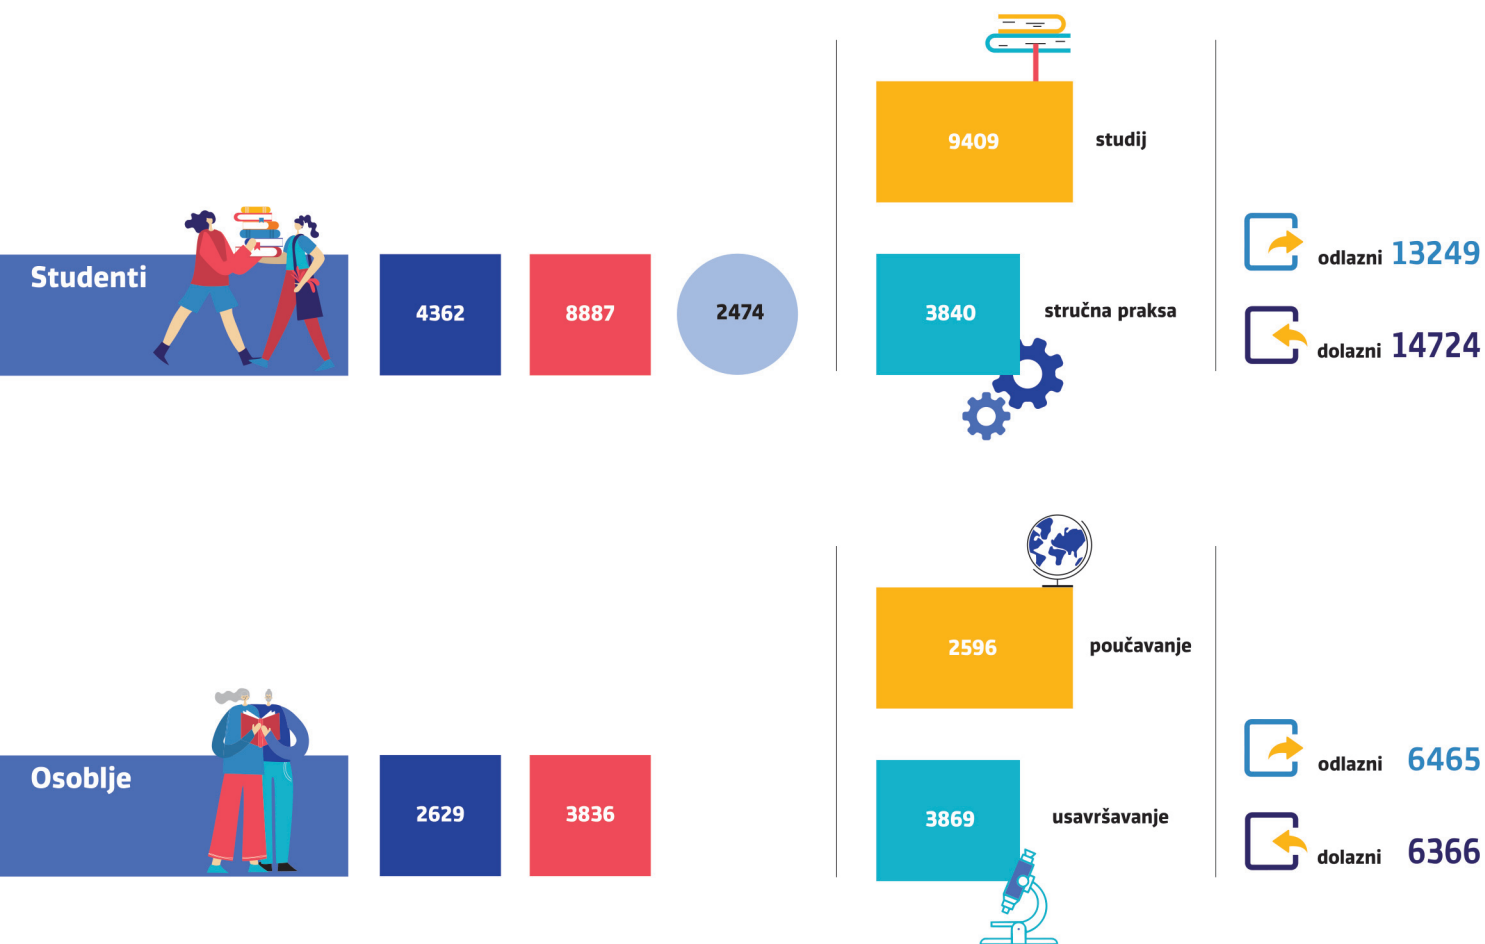 9409 studij
Studenti
4362 8887 2474
3840 stručna praksa
odlazni 13249
dolazni 14724
2596 poučavanje
Osoblje
2629 3836
3869 usavršavanje
odlazni 6465
dolazni 6366